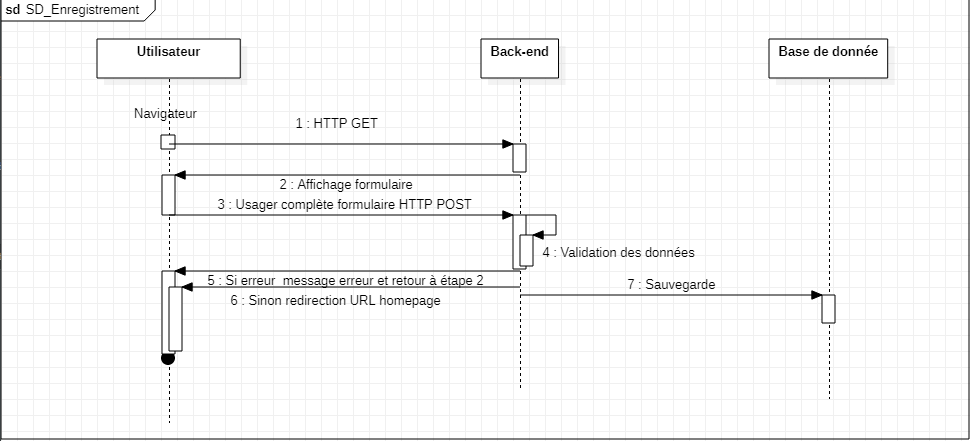 sd SD_Enregistrement
Utilisateur
Back-end
Base de donnée
Navigateur
1 : HTTP GET
2 : Affichage formulaire
3 : Usager complète formulaire HTTP POST
4 : Validation des données
5 : Si erreur message erreur et retour à étape 2
7 : Sauvegarde
6 : Sinon redirection URL homepage